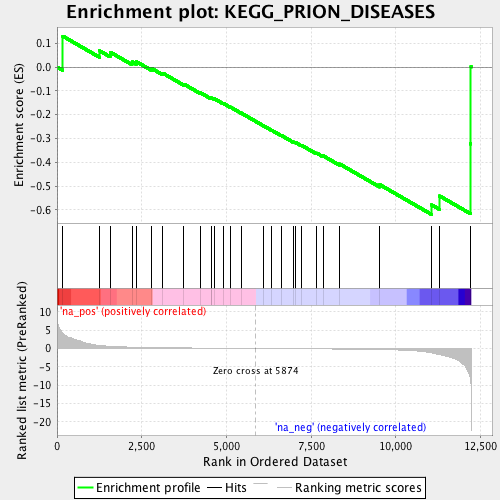 Enrichment plot: KEGG_PRION_DISEASES
Enrichment score (ES)
0.1
0.0
-0.1
-0.2
-0.3
-0.4
-0.5
-0.6
'na_pos' (positively correlated)
Ranked list metric (PreRanked)
10
5
0
-5
-10
-15
-20
Zero cross at 5874
'na_neg' (negatively correlated)
0
2,500
5,000
7,500
10,000
12,500
Rank in Ordered Dataset
Enrichment profile
Hits
Ranking metric scores